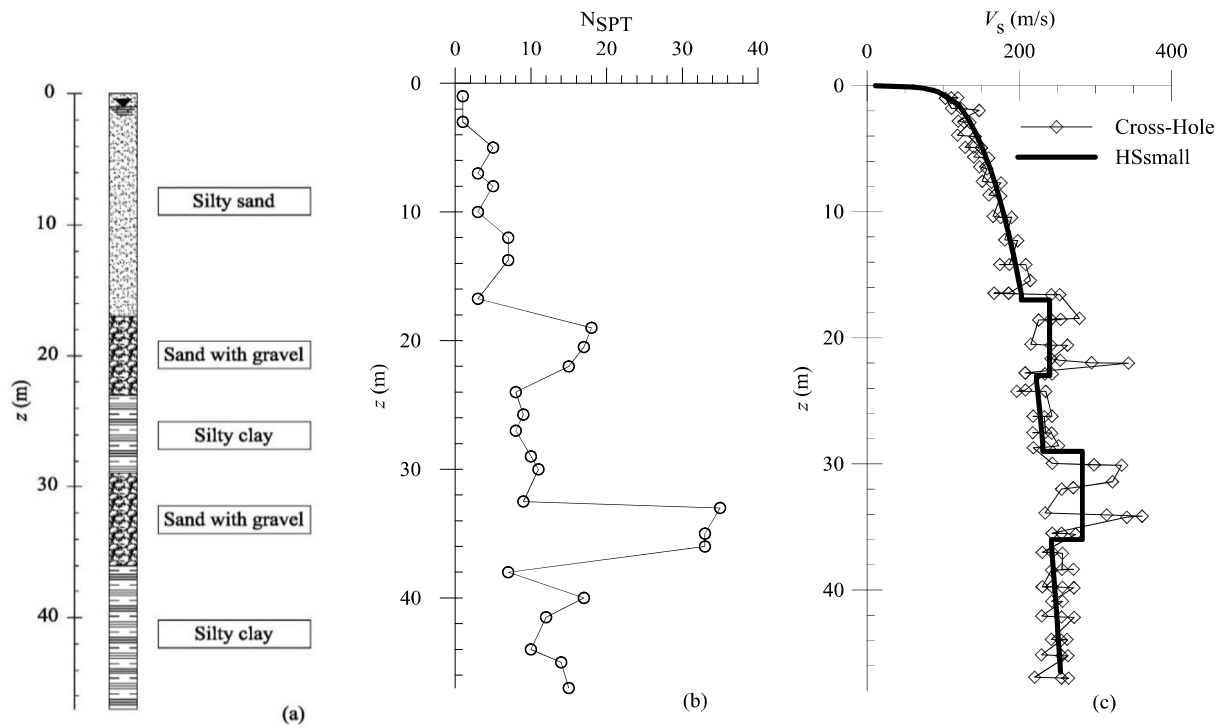 0
10
20
30
40
z (m)
Silty sand
Sand with gravel
Silty clay
Sand with gravel
Silty clay
(a)
N_SPT
0 10 20 30 40
0
10
20
30
40
z (m)
(b)
V_s (m/s)
0 200 400
0
10
20
30
40
z (m)
Cross-Hole
HSsmall
(c)